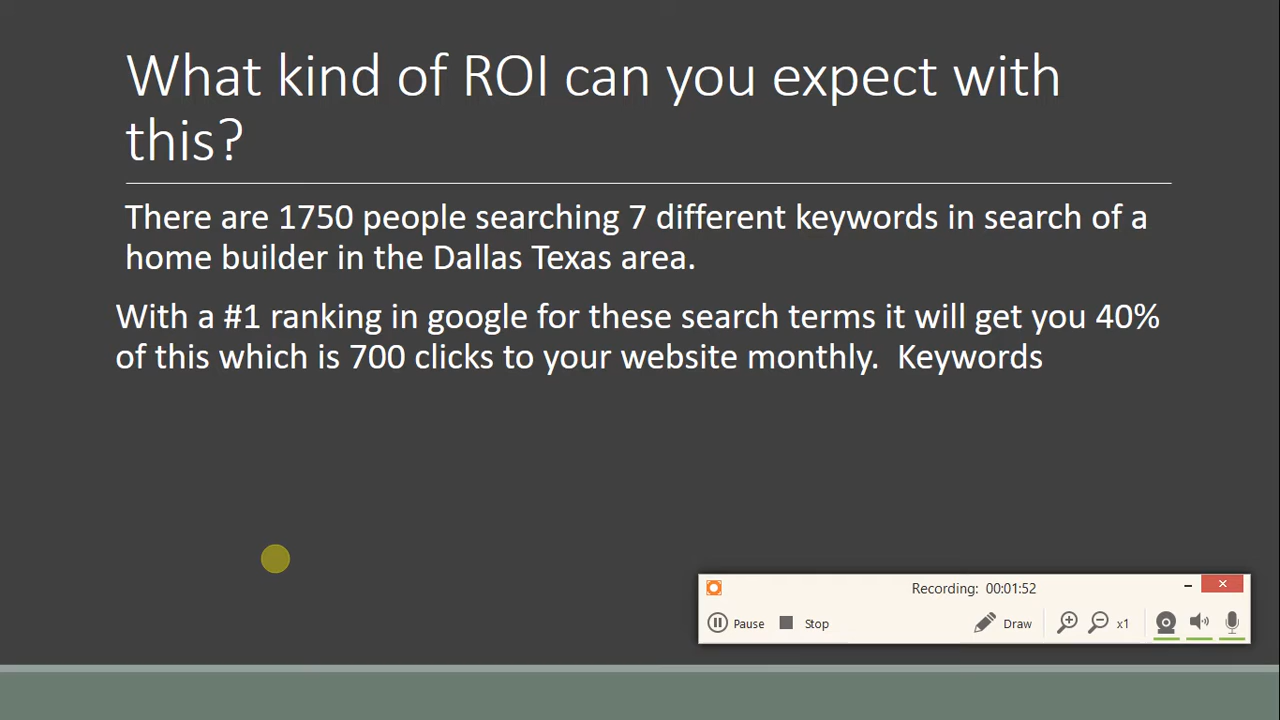 What kind of ROI can you expect with
this?
There are 1750 people searching 7 different keywords in search of a
home builder in the Dallas Texas area.
With a #1 ranking in google for these search terms it will get you 40%
of this which is 700 clicks to your website monthly.  Keywords
Recording: 00:01:52
Pause Stop Draw x1